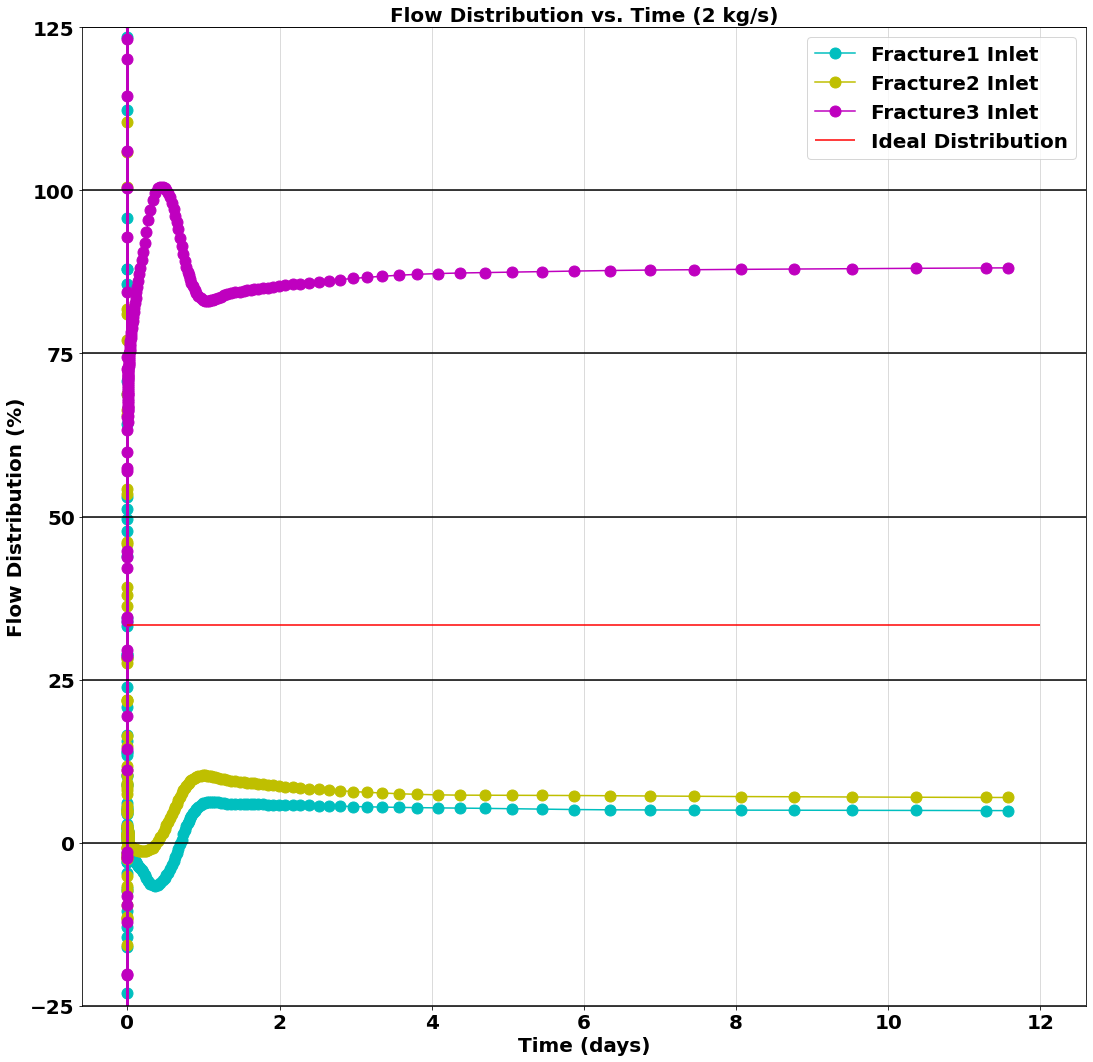 Flow Distribution vs. Time (2 kg/s)
Fracture1 Inlet
Fracture2 Inlet
Fracture3 Inlet
Ideal Distribution
Flow Distribution (%)
125
100
75
50
25
0
−25
0 2 4 6 8 10 12
Time (days)